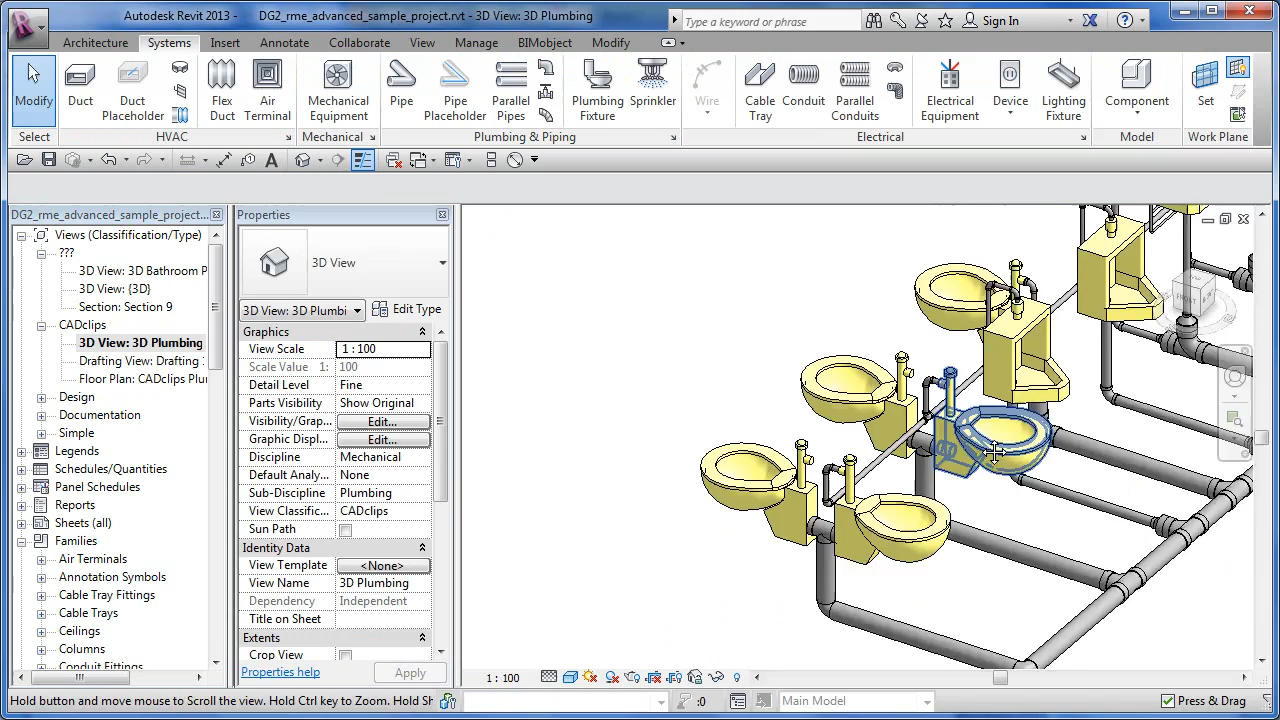 Autodesk Revit 2013 - DG2_rme_advanced_sample_project.rvt - 3D View: 3D Plumbing
Type a keyword or phrase
Sign In
Architecture Systems Insert Annotate Collaborate View Manage BIMobject Modify
Modify Duct Duct Placeholder Flex Duct Air Terminal Mechanical Equipment Pipe Pipe Placeholder Parallel Pipes Plumbing Fixture Sprinkler Wire Cable Tray Conduit Parallel Conduits Electrical Equipment Device Lighting Fixture Component Set
Select HVAC Mechanical Plumbing & Piping Electrical Model Work Plane
DG2_rme_advanced_sample_project...
Views (Classifification/Type)
???
3D View: 3D Bathroom P
3D View: {3D}
Section: Section 9
CADclips
3D View: 3D Plumbing
Drafting View: Drafting
Floor Plan: CADclips Plur
Design
Documentation
Simple
Legends
Schedules/Quantities
Panel Schedules
Reports
Sheets (all)
Families
Air Terminals
Annotation Symbols
Cable Tray Fittings
Cable Trays
Ceilings
Columns
Conduit Fittings
Properties
3D View
3D View: 3D Plumbi
Edit Type
Graphics
View Scale 1 : 100
Scale Value 1: 100
Detail Level Fine
Parts Visibility Show Original
Visibility/Grap... Edit...
Graphic Displ... Edit...
Discipline Mechanical
Default Analy... None
Sub-Discipline Plumbing
View Classific... CADclips
Sun Path
Identity Data
View Template <None>
View Name 3D Plumbing
Dependency Independent
Title on Sheet
Extents
Crop View
Properties help
Apply
FRONT
1 : 100
Hold button and move mouse to Scroll the view. Hold Ctrl key to Zoom. Hold Sh
:0
Main Model
Press & Drag